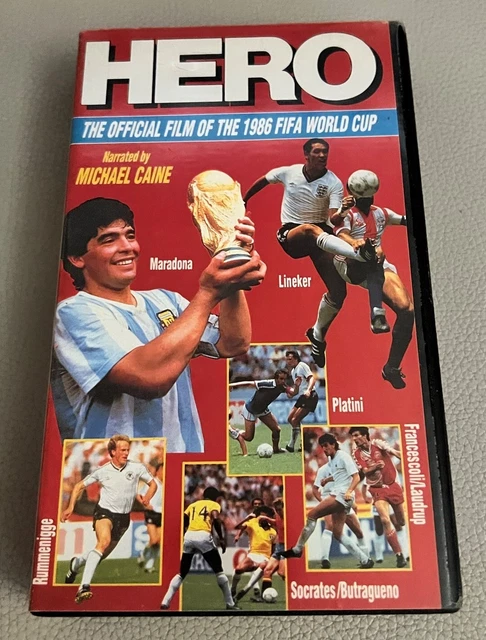 HERO
THE OFFICIAL FILM OF THE 1986 FIFA WORLD CUP
Narrated by
MICHAEL CAINE
Maradona
Lineker
Platini
Francescoli/Laudrup
Rummenigge
14
Socrates/Butragueno